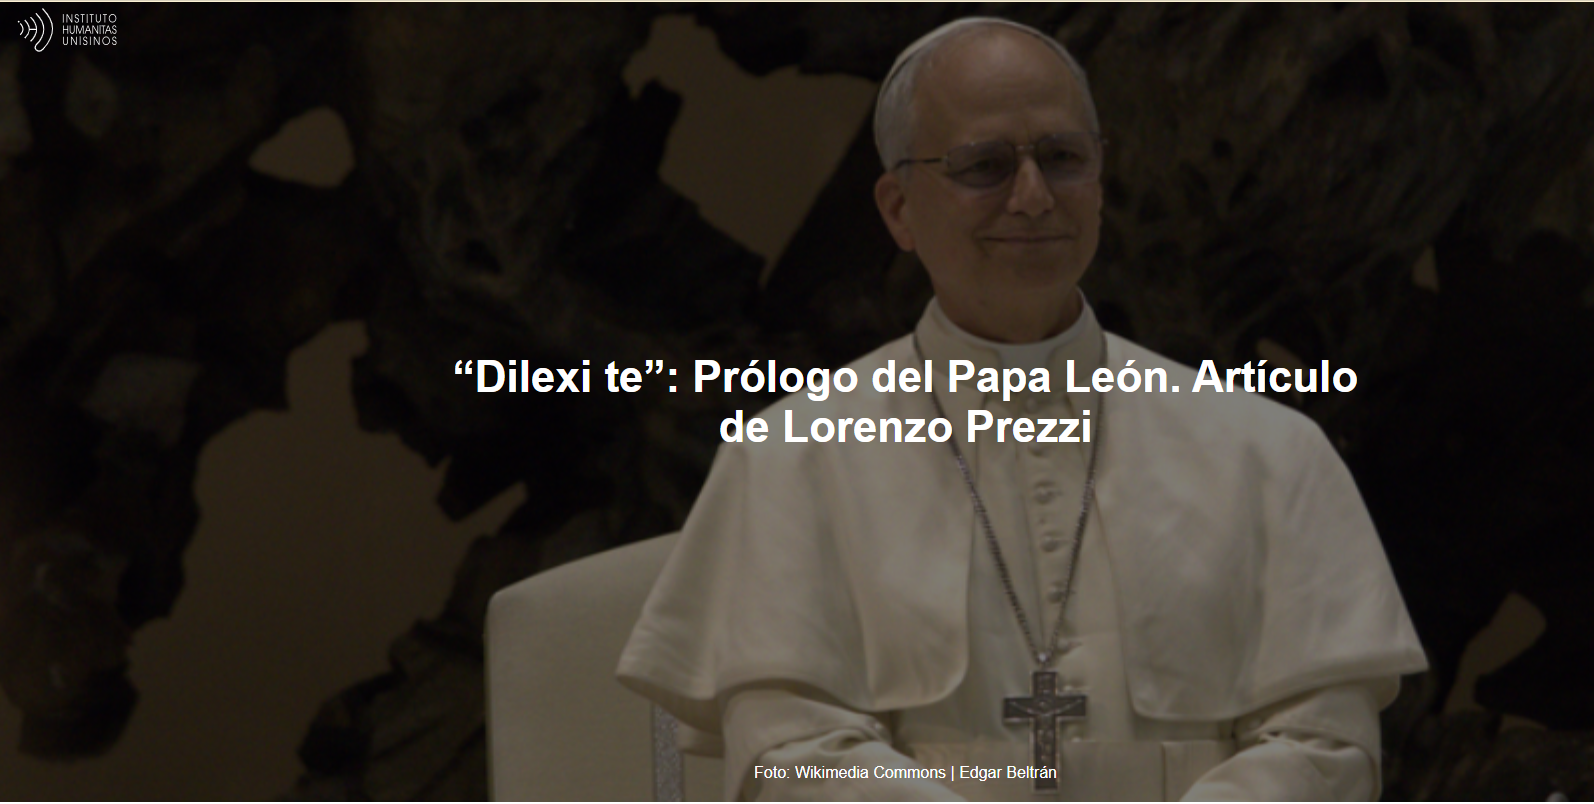 INSTITUTO
HUMANITAS
UNISINOS
“Dilexi te”: Prólogo del Papa León. Artículo
de Lorenzo Prezzi
Foto: Wikimedia Commons | Edgar Beltrán